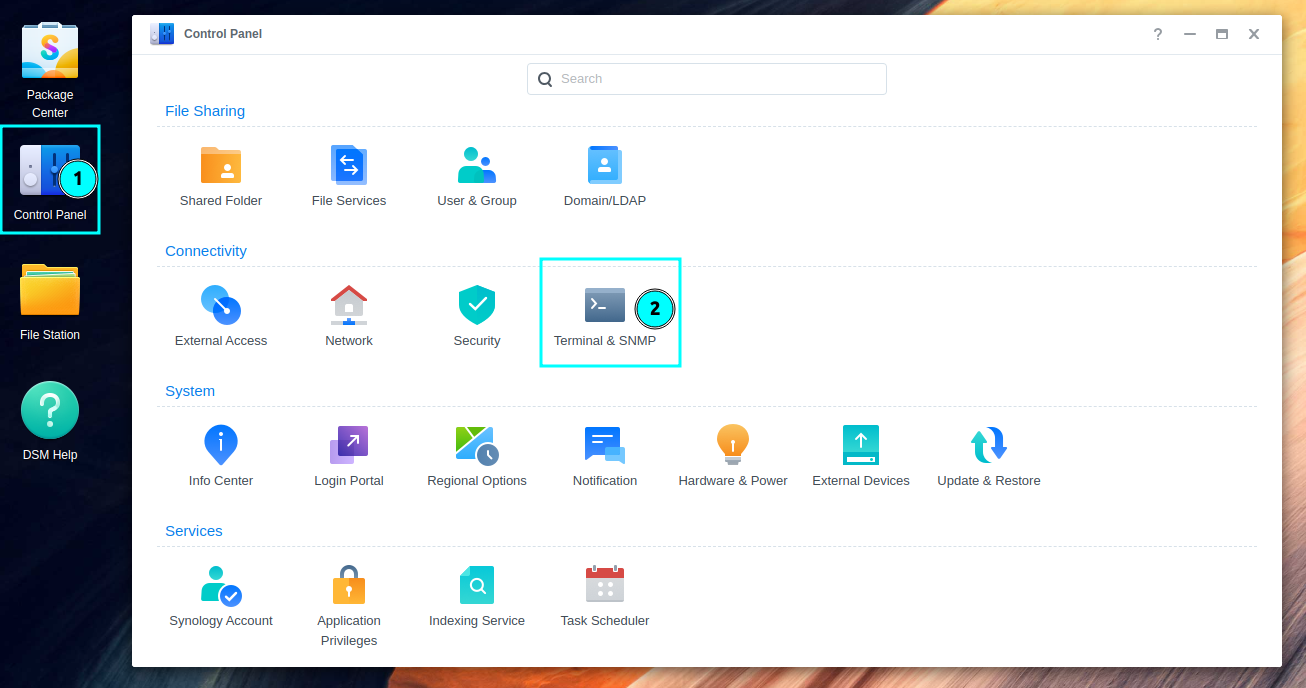 Control Panel
?
Search
Package
Center
1
Control Panel
File Station
?
DSM Help
File Sharing
Shared Folder
File Services
User & Group
Domain/LDAP
Connectivity
External Access
Network
Security
2
Terminal & SNMP
System
Info Center
Login Portal
Regional Options
Notification
Hardware & Power
External Devices
Update & Restore
Services
Synology Account
Application
Privileges
Indexing Service
Task Scheduler